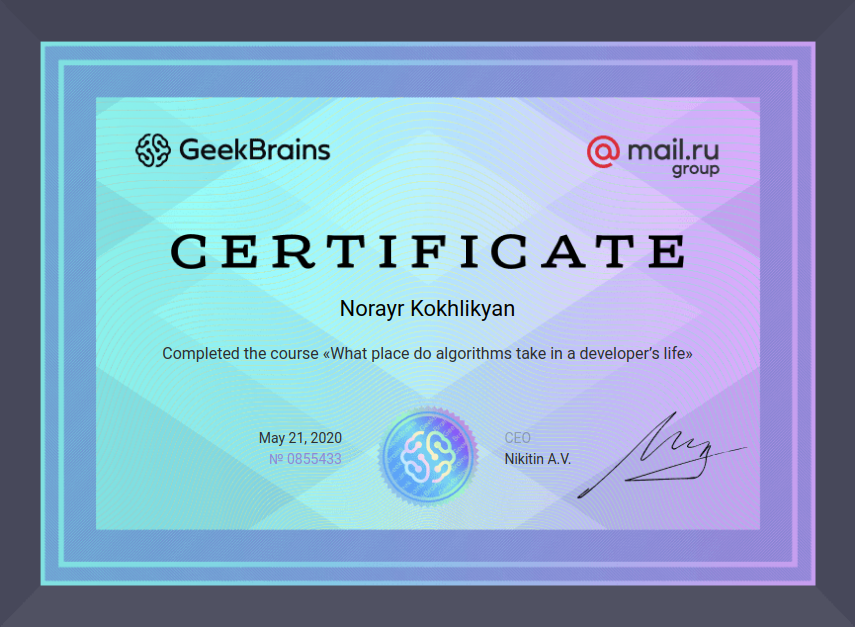 GeekBrains
@ mail.ru
group
CERTIFICATE
Norayr Kokhlikyan
Completed the course «What place do algorithms take in a developer’s life»
May 21, 2020
№ 0855433
CEO
Nikitin A.V.